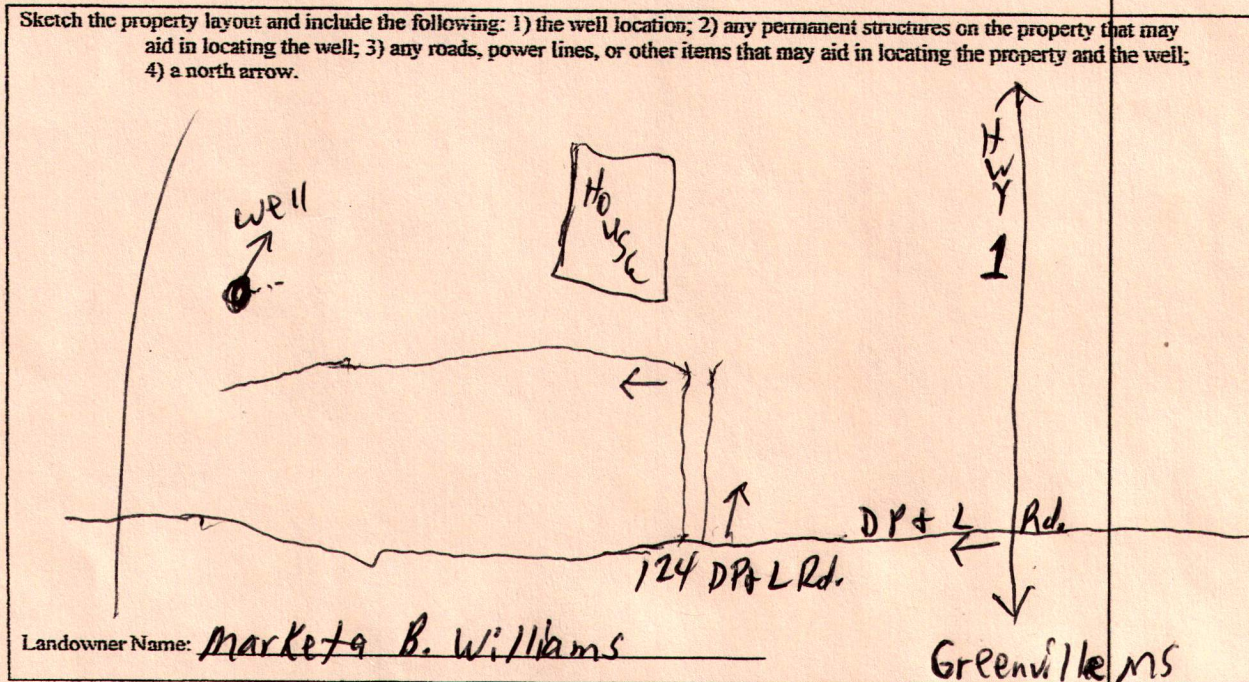 Sketch the property layout and include the following: 1) the well location; 2) any permanent structures on the property that may
aid in locating the well; 3) any roads, power lines, or other items that may aid in locating the property and the well;
4) a north arrow.
Well
House
HWY 1
DP & L Rd.
124 DP & L Rd.
Landowner Name: Marketa B. Williams
Greenville MS